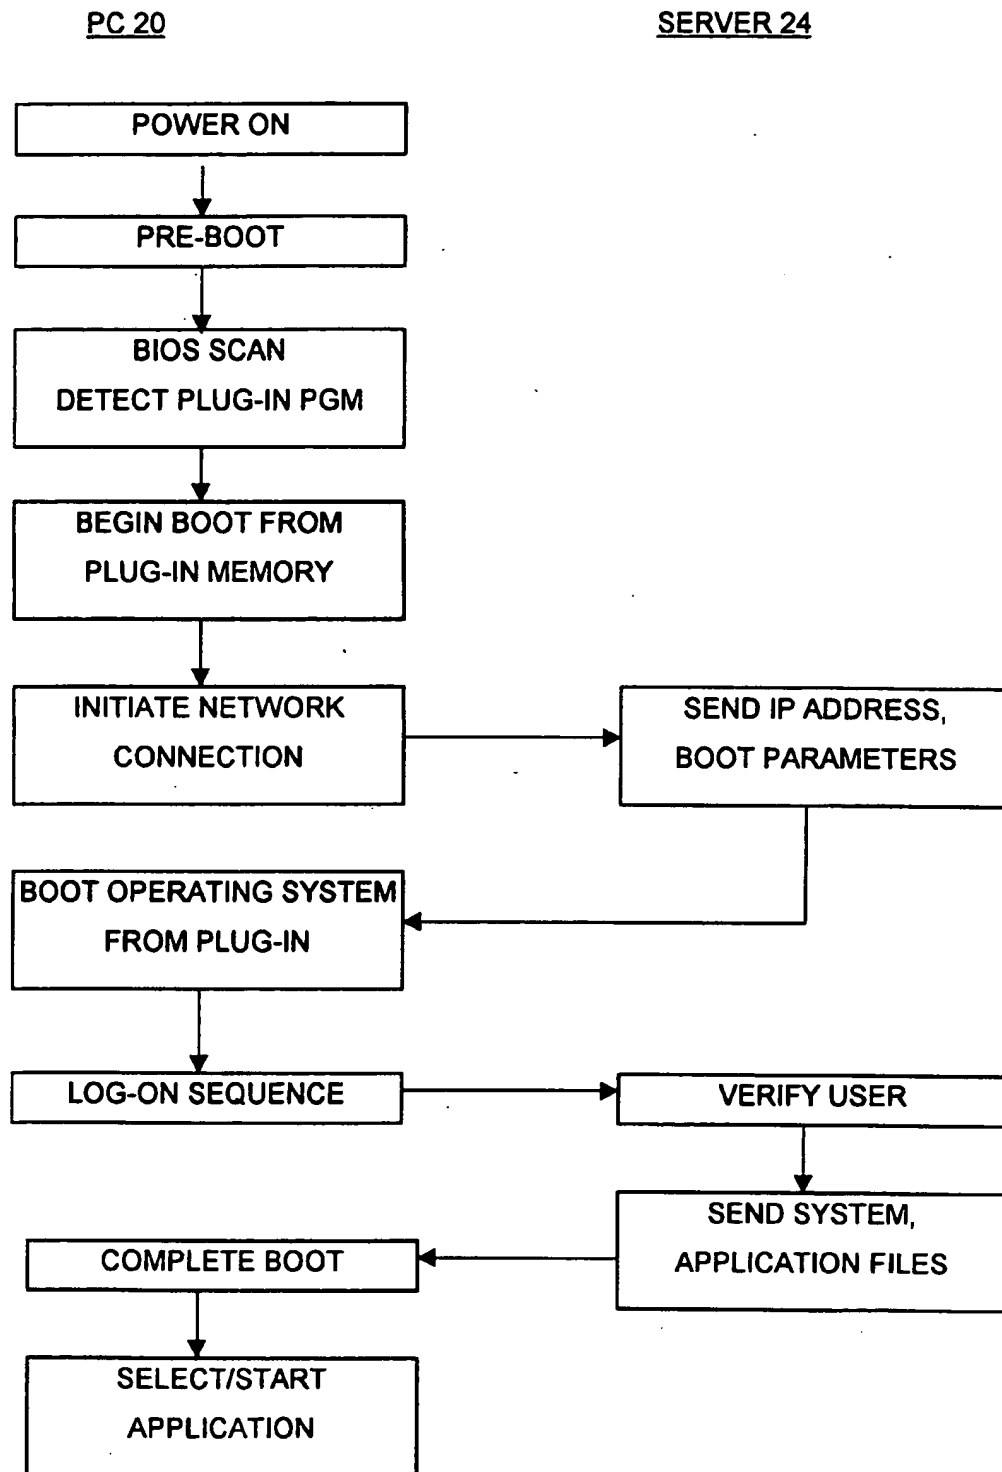 PC 20
SERVER 24
POWER ON
PRE-BOOT
BIOS SCAN
DETECT PLUG-IN PGM
BEGIN BOOT FROM
PLUG-IN MEMORY
INITIATE NETWORK
CONNECTION
SEND IP ADDRESS,
BOOT PARAMETERS
BOOT OPERATING SYSTEM
FROM PLUG-IN
LOG-ON SEQUENCE
VERIFY USER
SEND SYSTEM,
APPLICATION FILES
COMPLETE BOOT
SELECT/START
APPLICATION